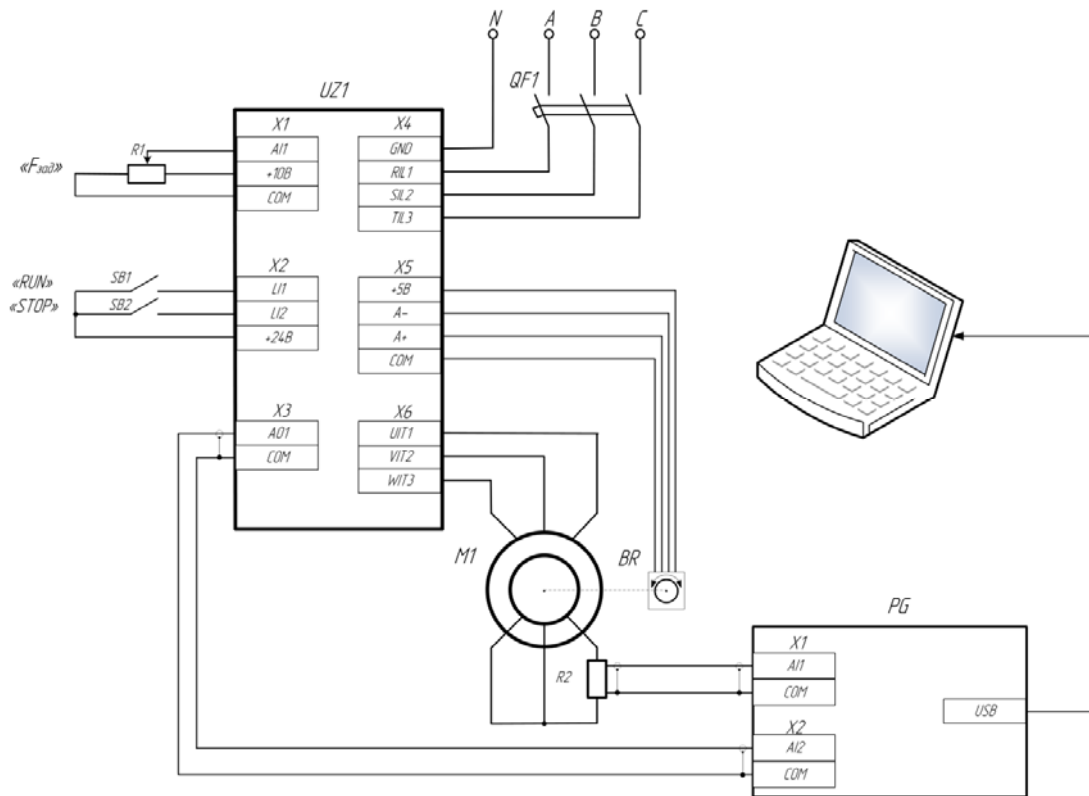 N A B C
QF1
UZ1
X1
AI1
+10В
COM
R1
«Fзад»
X4
GND
RIL1
SIL2
TIL3
X2
LI1
LI2
+24В
«RUN»
SB1
«STOP»
SB2
X5
+5В
A-
A+
COM
X3
AO1
COM
X6
UIT1
VIT2
WIT3
M1
BR
R2
PG
X1
AI1
COM
USB
X2
AI2
COM